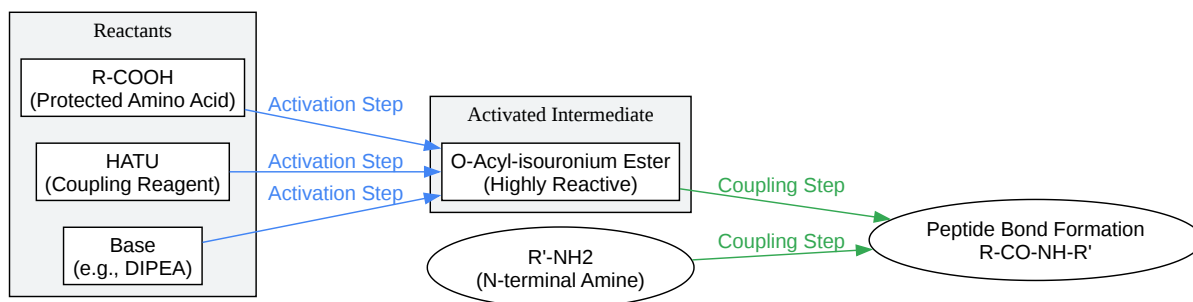 Reactants
R-COOH
(Protected Amino Acid)
HATU
(Coupling Reagent)
Base
(e.g., DIPEA)
Activation Step
Activation Step
Activation Step
Activated Intermediate
O-Acyl-isouronium Ester
(Highly Reactive)
R'-NH2
(N-terminal Amine)
Coupling Step
Coupling Step
Peptide Bond Formation
R-CO-NH-R'